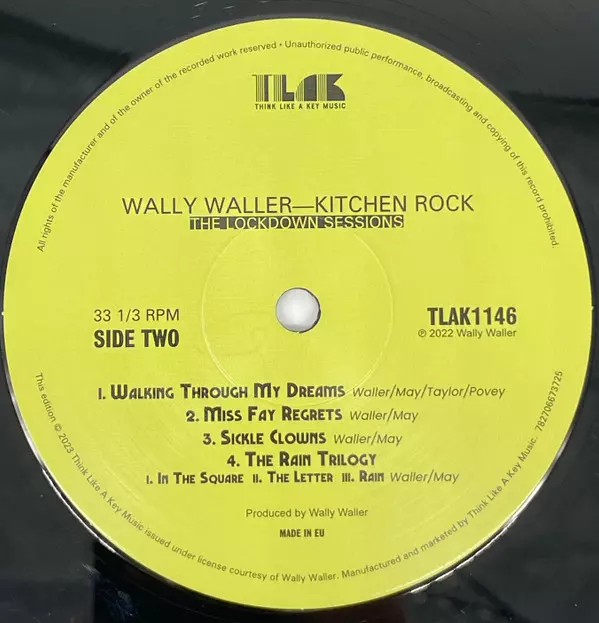 All rights of the manufacturer and of the owner of the recorded work reserved • Unauthorized public performance, broadcasting and copying of this record prohibited.
TLAK
THINK LIKE A KEY MUSIC
WALLY WALLER—KITCHEN ROCK
THE LOCKDOWN SESSIONS
33 1/3 RPM
SIDE TWO
TLAK1146
℗ 2022 Wally Waller
1. Walking Through My Dreams Waller/May/Taylor/Povey
2. Miss Fay Regrets Waller/May
3. Sickle Clowns Waller/May
4. The Rain Trilogy
I. In The Square II. The Letter III. Rain Waller/May
Produced by Wally Waller
MADE IN EU
This edition © 2023 Think Like A Key Music issued under license courtesy of Wally Waller. Manufactured and marketed by Think Like A Key Music. 782706673725